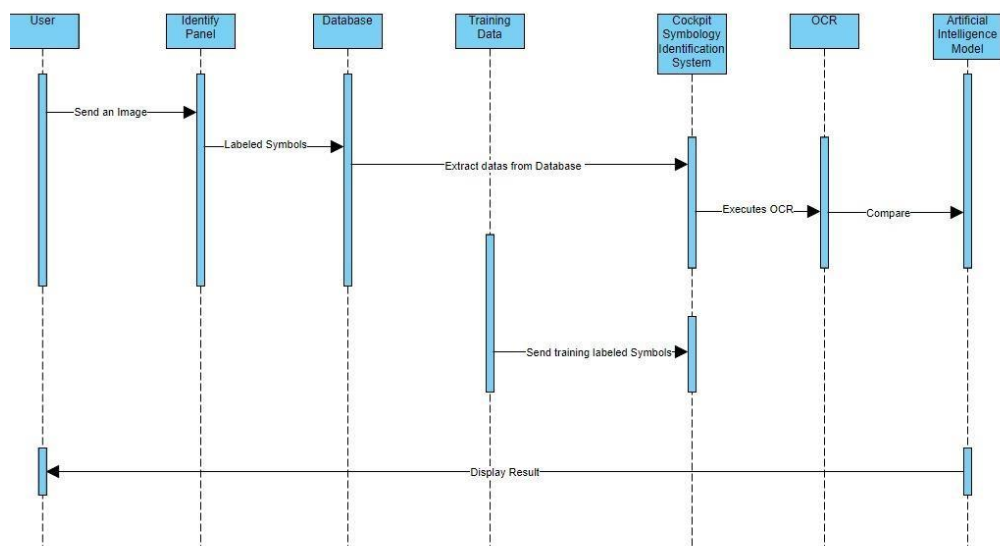 User
Identify
Panel
Database
Training
Data
Cockpit
Symbology
Identification
System
OCR
Artificial
Intelligence
Model
Send an Image
Labeled Symbols
Extract datas from Database
Executes OCR
Compare
Send training labeled Symbols
Display Result